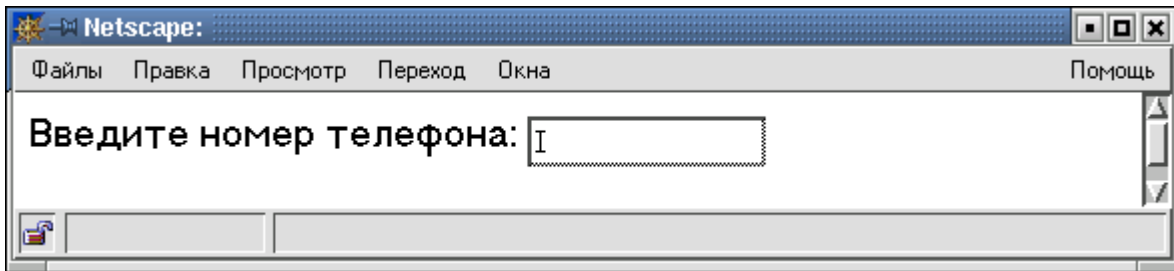 Netscape:
Файлы Правка Просмотр Переход Окна Помощь
Введите номер телефона: